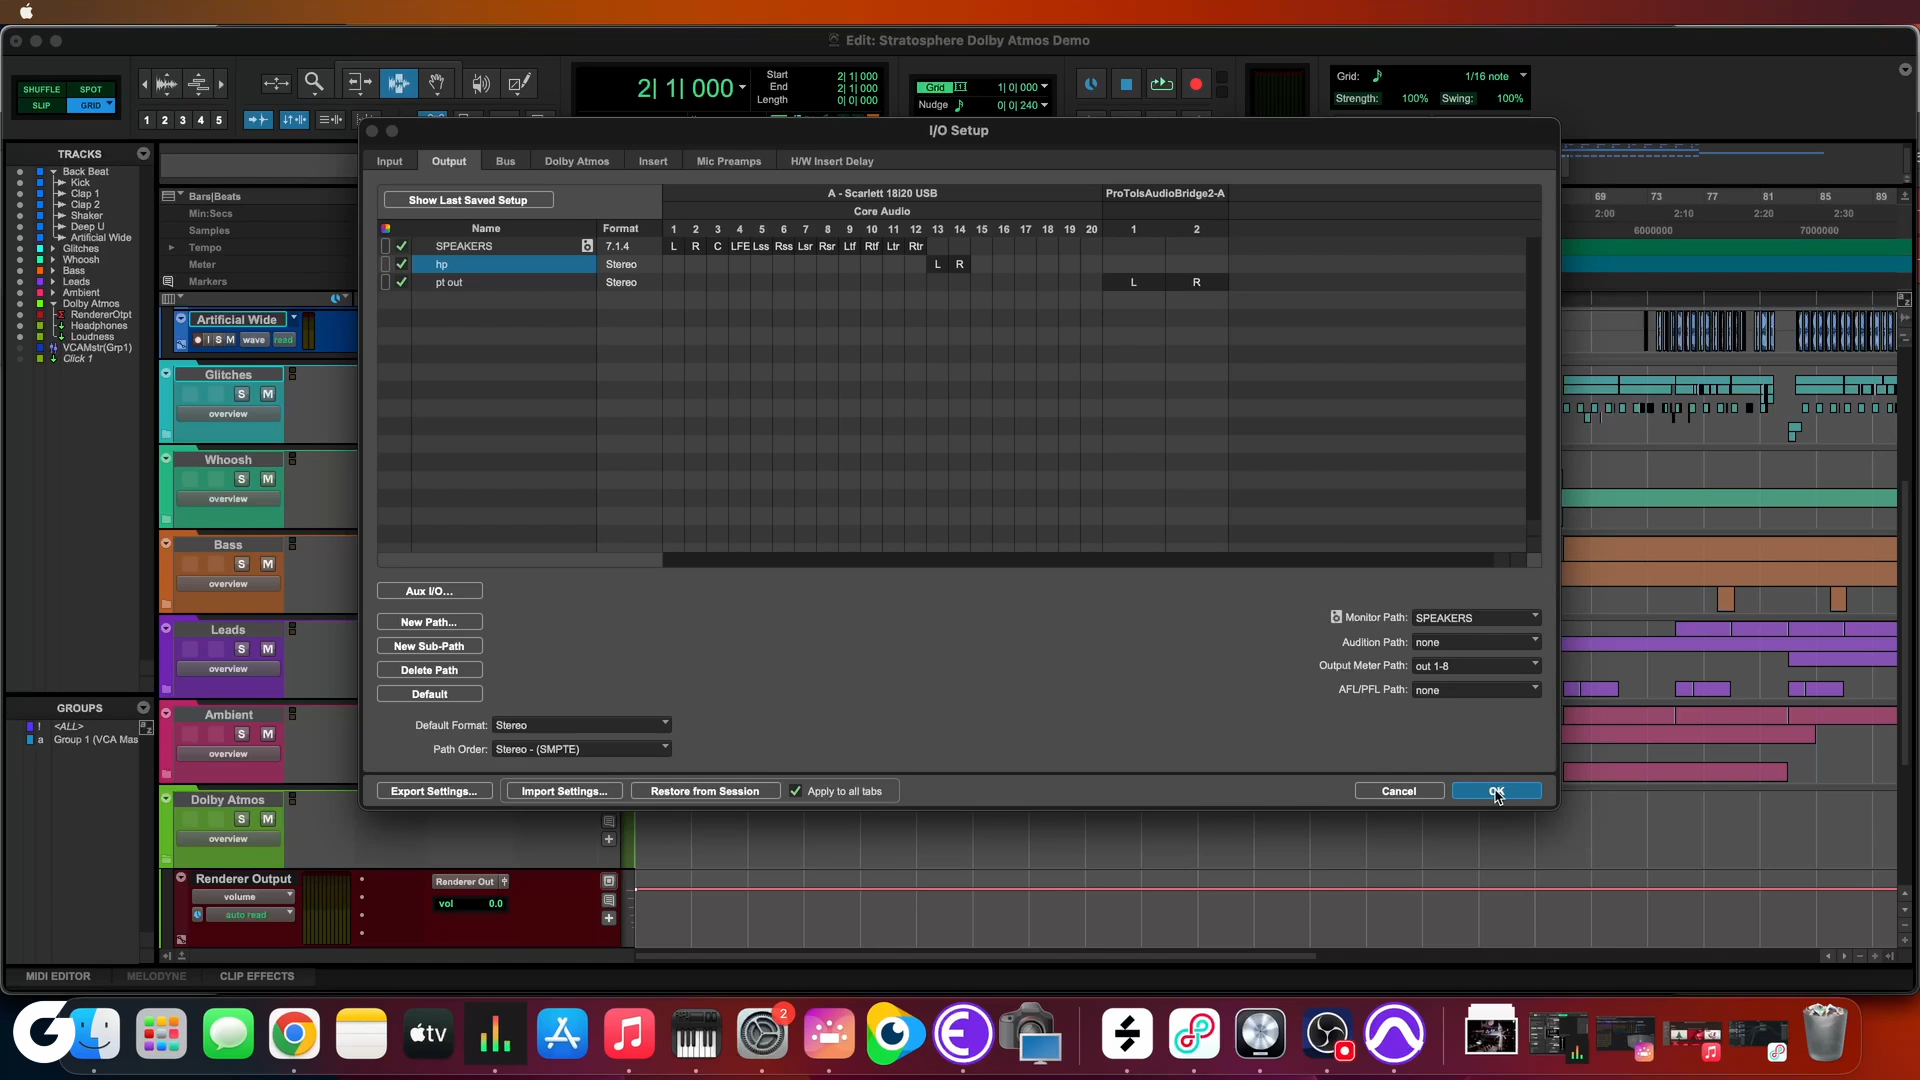 Edit: Stratosphere Dolby Atmos Demo
SHUFFLE SPOT
SLIP GRID
1 2 3 4 5
2| 1| 000
Start 2| 1| 000
End 2| 1| 000
Length 0| 0| 000
Grid 1| 0| 000
Nudge 0| 0| 240
Grid: 1/16 note
Strength: 100% Swing: 100%
I/O Setup
Input Output Bus Dolby Atmos Insert Mic Preamps H/W Insert Delay
Show Last Saved Setup
A - Scarlett 18i20 USB ProTolsAudioBridge2-A
Core Audio
Name Format 1 2 3 4 5 6 7 8 9 10 11 12 13 14 15 16 17 18 19 20 1 2
SPEAKERS 7.1.4 L R C LFE Lss Rss Lsr Rsr Ltf Rtf Ltr Rtr
hp Stereo L R
pt out Stereo L R
Aux I/O...
New Path...
New Sub-Path
Delete Path
Default
Default Format: Stereo
Path Order: Stereo - (SMPTE)
Monitor Path: SPEAKERS
Audition Path: none
Output Meter Path: out 1-8
AFL/PFL Path: none
Export Settings... Import Settings... Restore from Session Apply to all tabs Cancel OK
TRACKS
Back Beat
Kick
Clap 1
Clap 2
Shaker
Deep U
Artificial Wide
Glitches
Whoosh
Bass
Leads
Ambient
Dolby Atmos
RendererOtpt
Headphones
Loudness
VCAMstr(Grp1)
Click 1
GROUPS
! <ALL>
a Group 1 (VCA Mas
Bars|Beats
Min:Secs
Samples
Tempo
Meter
Markers
69 73 77 81 85 89
2:00 2:10 2:20 2:30
6000000 7000000
Artificial Wide
I S M wave read
Glitches
S M
overview
Whoosh
S M
overview
Bass
S M
overview
Leads
S M
overview
Ambient
S M
overview
Dolby Atmos
S M
overview
Renderer Output
volume
auto read
Renderer Out
vol 0.0
MIDI EDITOR MELODYNE CLIP EFFECTS
tv
2